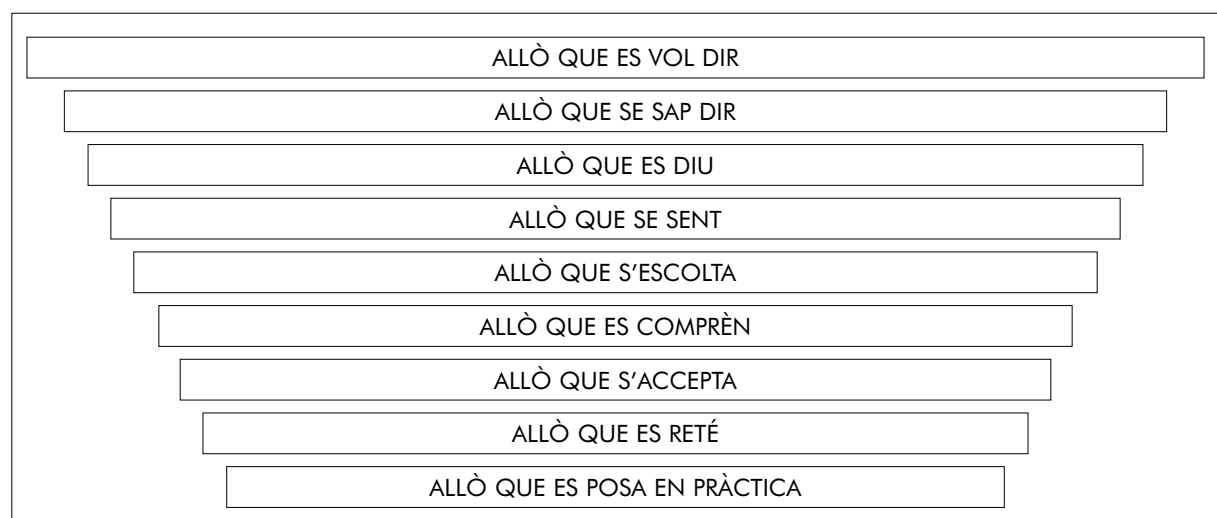 ALLÒ QUE ES VOL DIR
ALLÒ QUE SE SAP DIR
ALLÒ QUE ES DIU
ALLÒ QUE SE SENT
ALLÒ QUE S’ESCOLTA
ALLÒ QUE ES COMPRÈN
ALLÒ QUE S’ACCEPTA
ALLÒ QUE ES RETÉ
ALLÒ QUE ES POSA EN PRÀCTICA